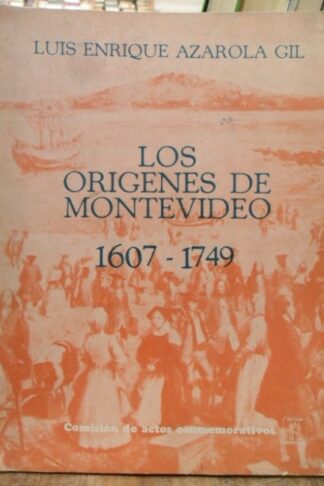 LUIS ENRIQUE AZAROLA GIL
LOS
ORIGENES DE
MONTEVIDEO
1607 - 1749
Comisión de actos conmemorativos